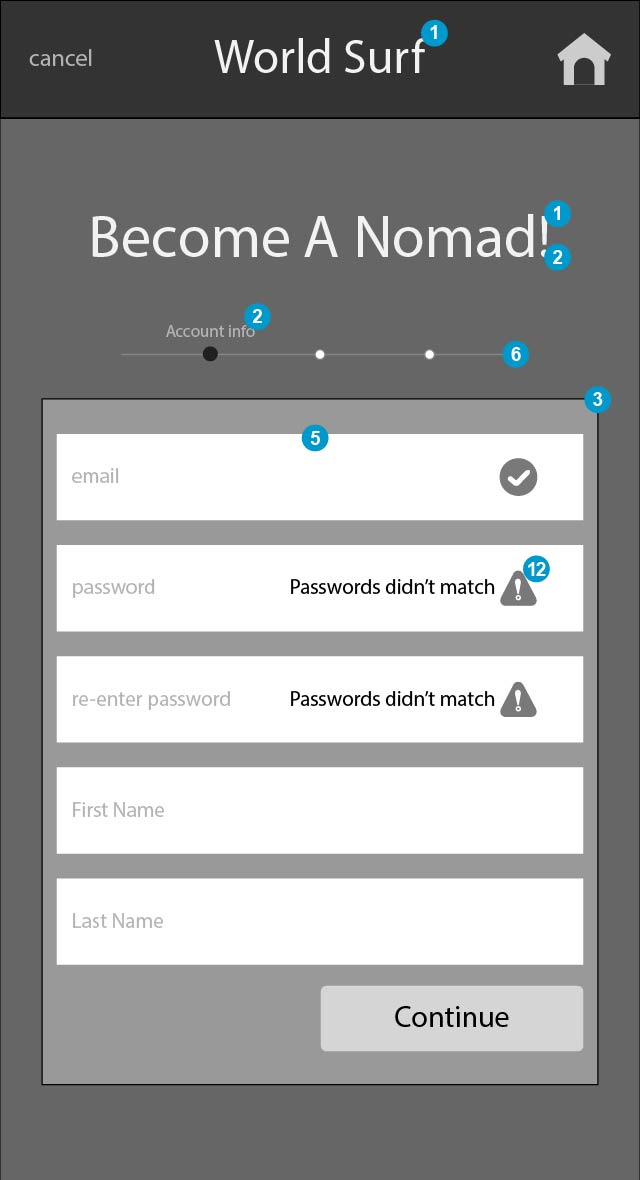 cancel World Surf 1
Become A Nomad! 1
2
Account info 2
6
3
5
email
password Passwords didn’t match 12
re-enter password Passwords didn’t match
First Name
Last Name
Continue